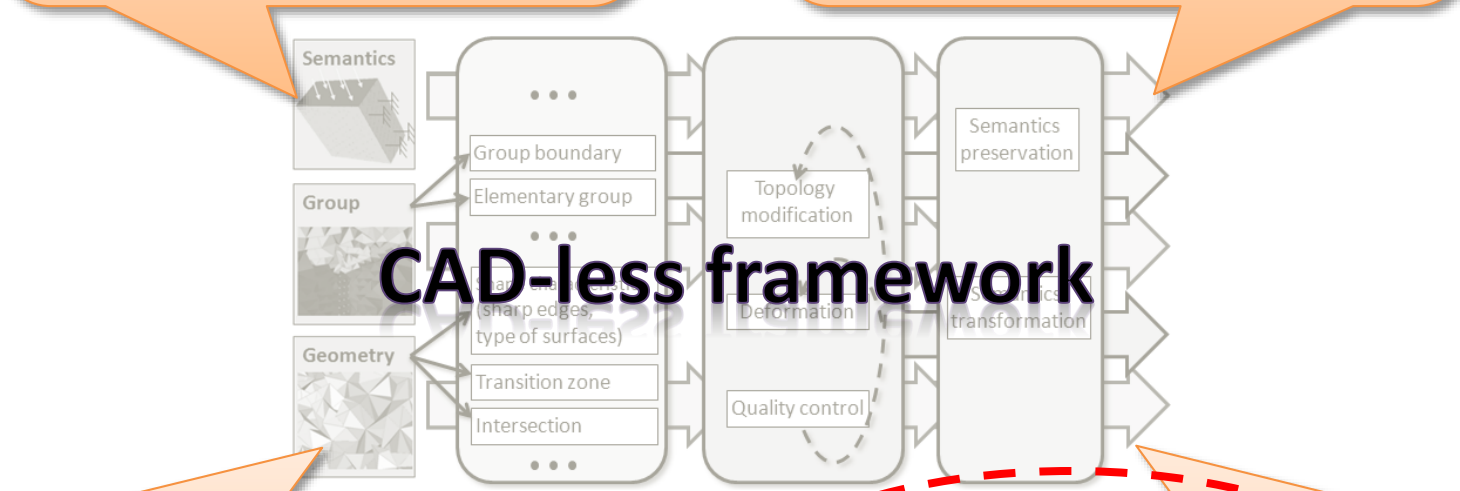 Semantics
Group boundary
Elementary group
Semantics
preservation
Group
Topology
modification
CAD-less framework
(sharp edges,
type of surfaces)
Deformation
Semantics
transformation
Geometry
Transition zone
Intersection
Quality control